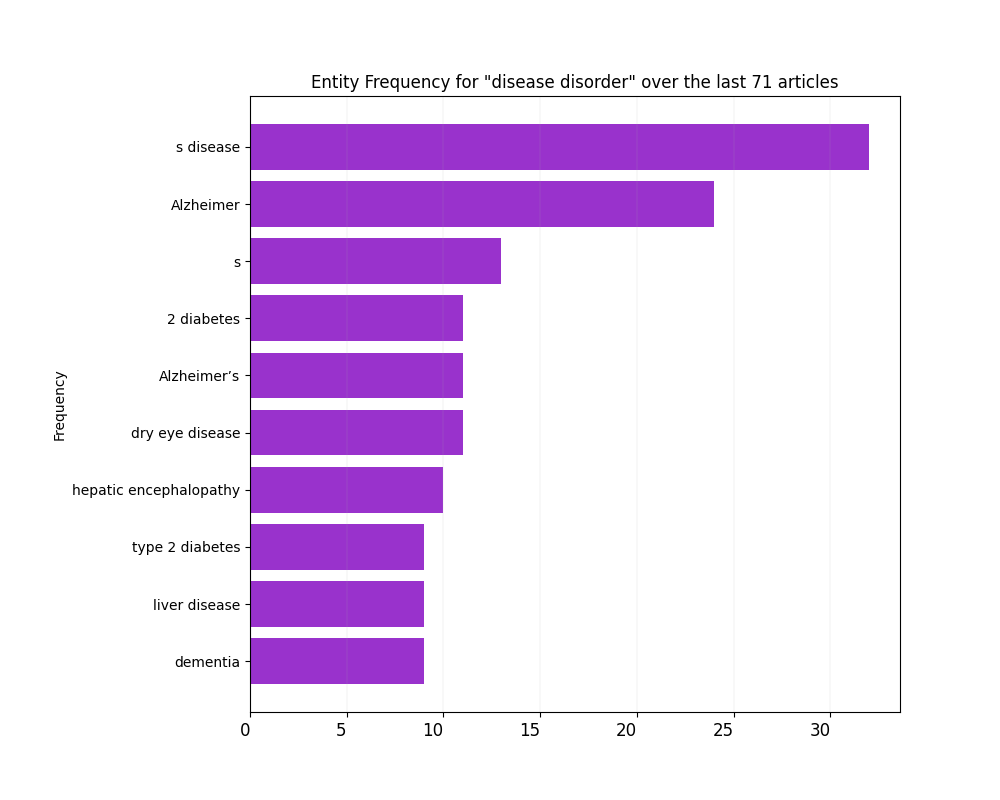 Entity Frequency for "disease disorder" over the last 71 articles
s disease
Alzheimer
s
2 diabetes
Alzheimer’s
dry eye disease
hepatic encephalopathy
type 2 diabetes
liver disease
dementia
Frequency
0 5 10 15 20 25 30